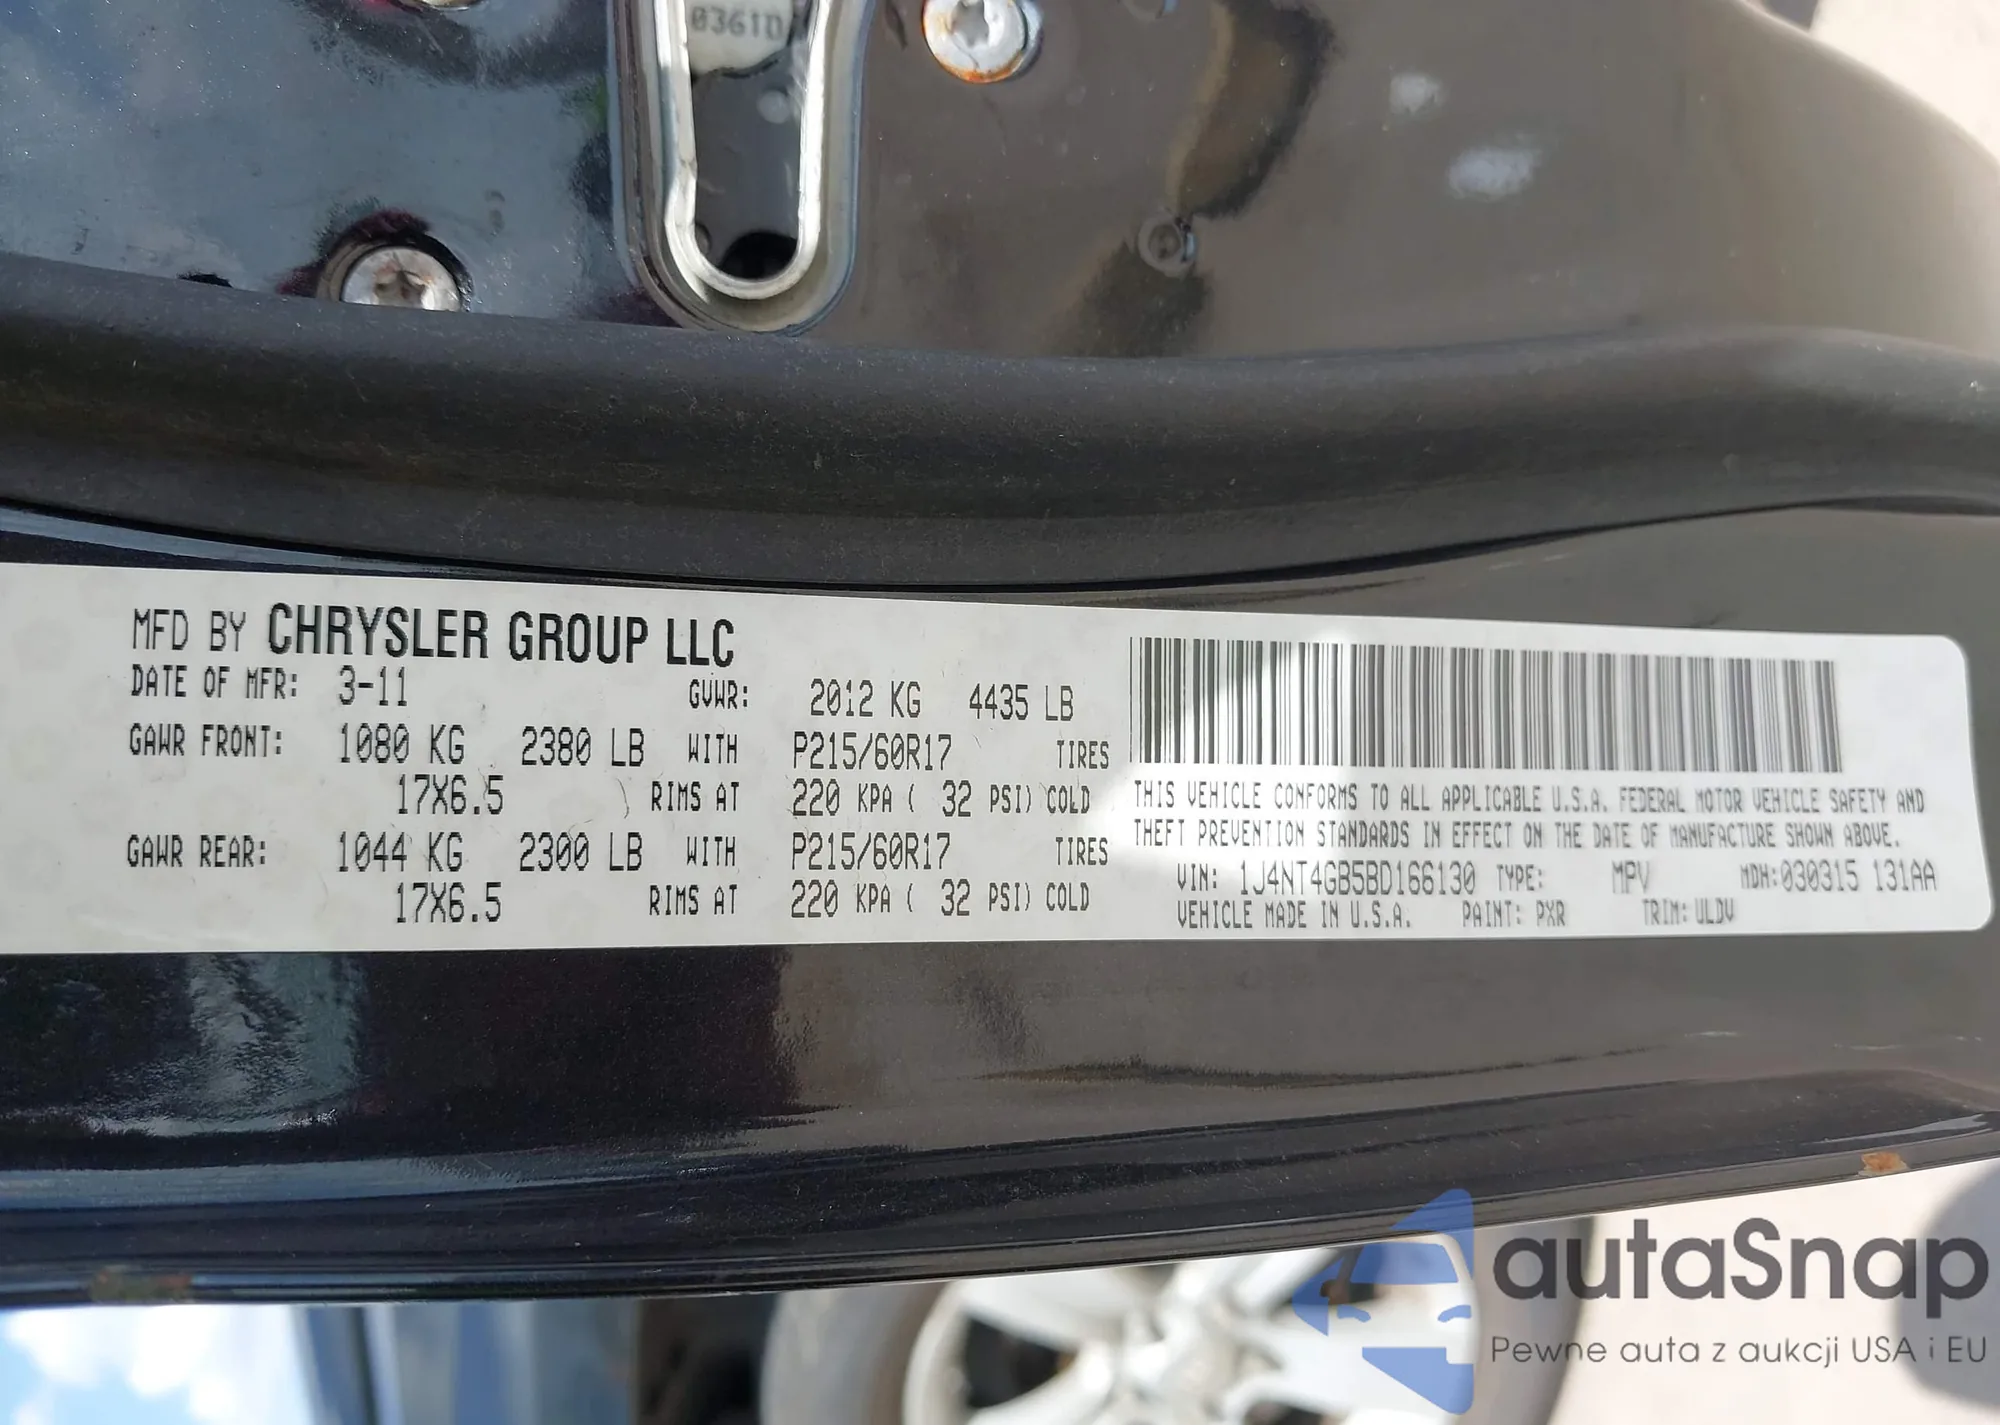 0361D
MFD BY CHRYSLER GROUP LLC
DATE OF MFR: 3-11 GVWR: 2012 KG 4435 LB
GAWR FRONT: 1080 KG 2380 LB WITH P215/60R17 TIRES
17X6.5 RIMS AT 220 KPA ( 32 PSI) COLD
GAWR REAR: 1044 KG 2300 LB WITH P215/60R17 TIRES
17X6.5 RIMS AT 220 KPA ( 32 PSI) COLD
THIS VEHICLE CONFORMS TO ALL APPLICABLE U.S.A. FEDERAL MOTOR VEHICLE SAFETY AND
THEFT PREVENTION STANDARDS IN EFFECT ON THE DATE OF MANUFACTURE SHOWN ABOVE.
VIN: 1J4NT4GB5BD166130 TYPE: MPV MDH:030315 131AA
VEHICLE MADE IN U.S.A. PAINT: PXR TRIM: ULDV
autaSnap
Pewne auta z aukcji USA i EU